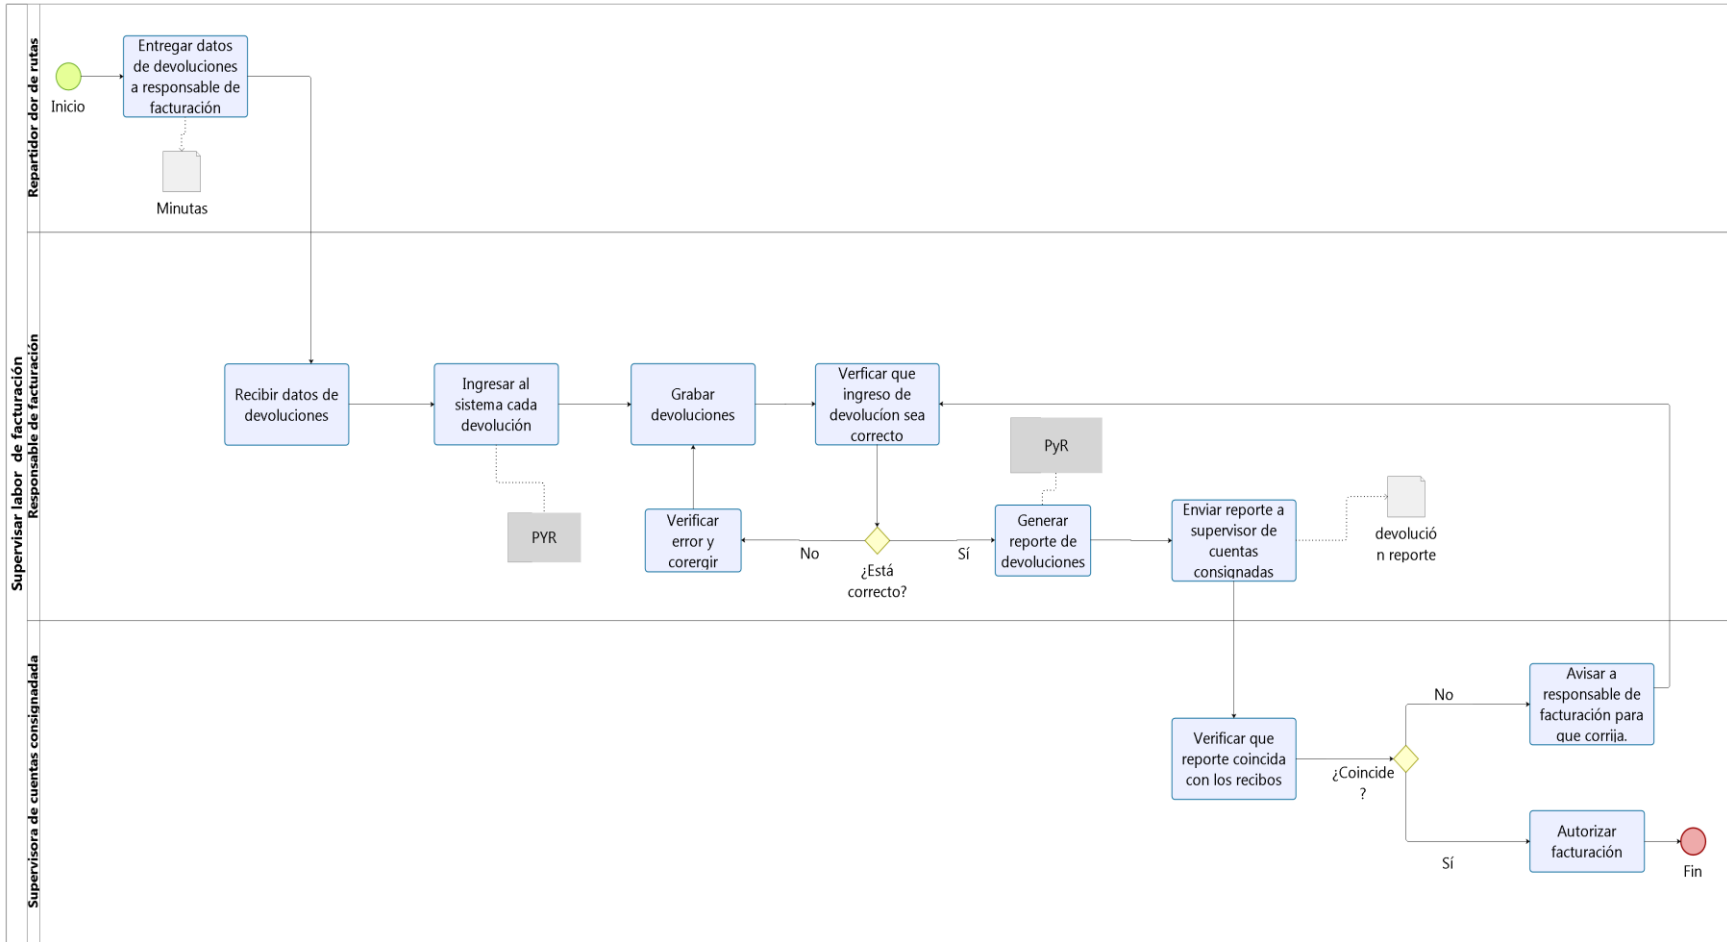 Supervisar labor de facturación
Repartidor dor de rutas
Inicio
Entregar datos
de devoluciones
a responsable de
facturación
Minutas
Responsable de facturación
Recibir datos de
devoluciones
Ingresar al
sistema cada
devolución
PYR
Grabar
devoluciones
Verficar que
ingreso de
devolucíon sea
correcto
Verificar
error y
corergir
No
¿Está
correcto?
Sí
PyR
Generar
reporte de
devoluciones
Enviar reporte a
supervisor de
cuentas
consignadas
devolució
n reporte
Supervisora de cuentas consignadada
Verificar que
reporte coincida
con los recibos
¿Coincide
?
No
Avisar a
responsable de
facturación para
que corrija.
Sí
Autorizar
facturación
Fin